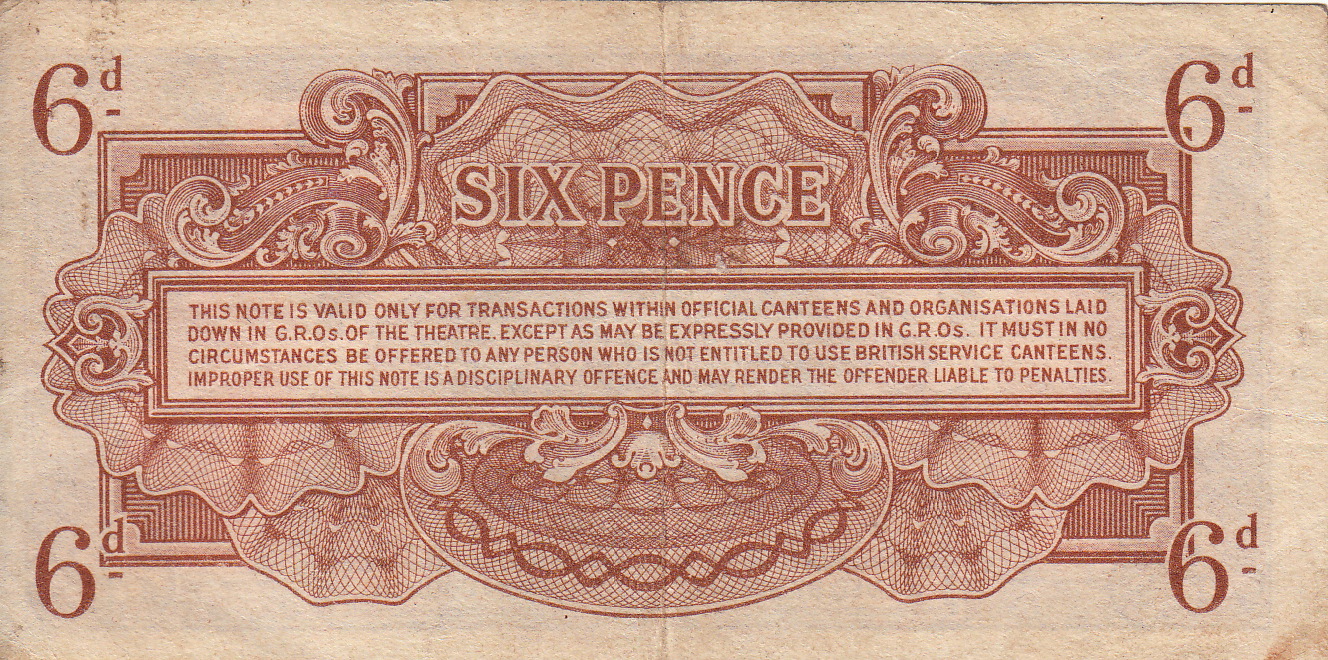 6d
6d
SIX PENCE
THIS NOTE IS VALID ONLY FOR TRANSACTIONS WITHIN OFFICIAL CANTEENS AND ORGANISATIONS LAID
DOWN IN G.R.Os. OF THE THEATRE. EXCEPT AS MAY BE EXPRESSLY PROVIDED IN G.R.Os. IT MUST IN NO
CIRCUMSTANCES BE OFFERED TO ANY PERSON WHO IS NOT ENTITLED TO USE BRITISH SERVICE CANTEENS.
IMPROPER USE OF THIS NOTE IS A DISCIPLINARY OFFENCE AND MAY RENDER THE OFFENDER LIABLE TO PENALTIES.
6d
6d